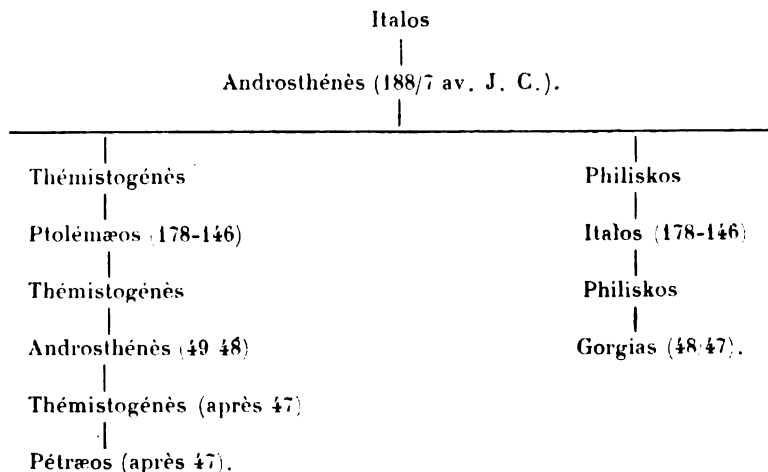 Italos
Androsthénès (188/7 av. J. C.).
Thémistogénès Philiskos
Ptolémæos (178-146) Italos (178-146)
Thémistogénès Philiskos
Androsthénès (49 48) Gorgias (48/47).
Thémistogénès (après 47)
Pétræos (après 47).